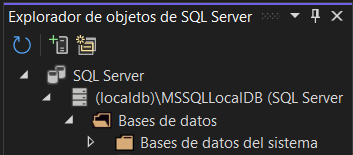 Explorador de objetos de SQL Server
SQL Server
(localdb)\MSSQLLocalDB (SQL Server
Bases de datos
Bases de datos del sistema